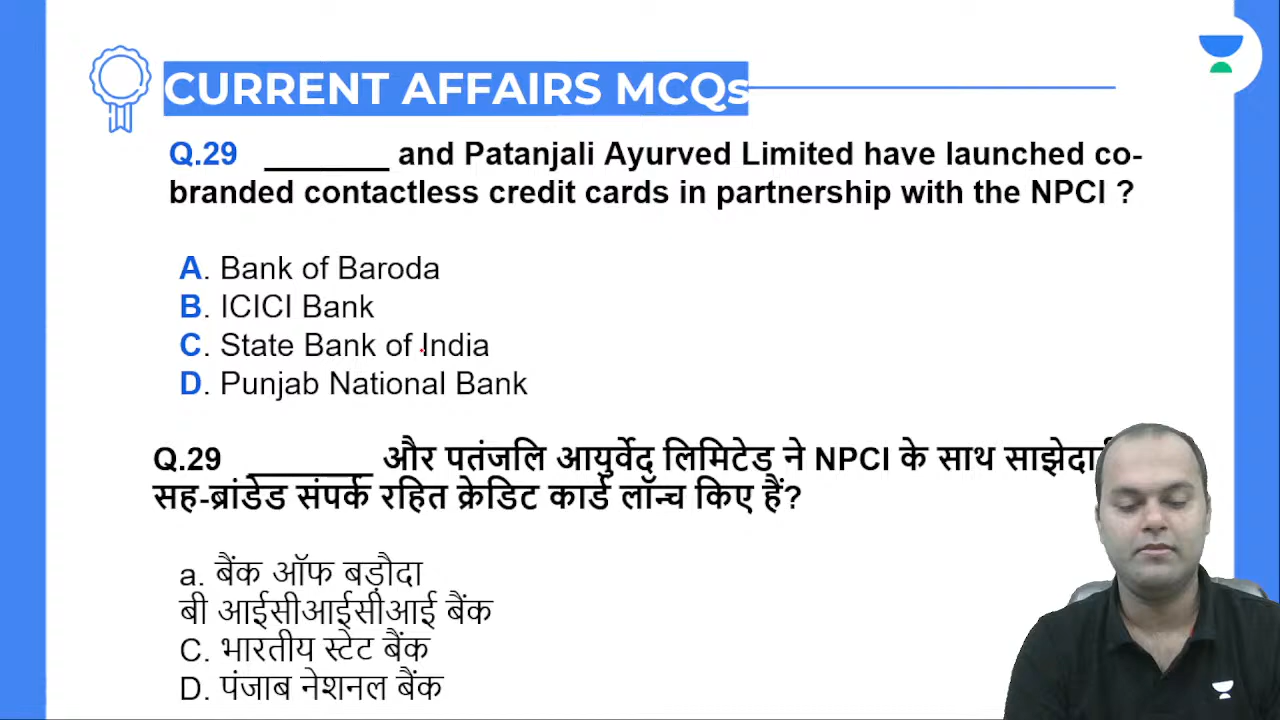 CURRENT AFFAIRS MCQs
Q.29 _______ and Patanjali Ayurved Limited have launched co-
branded contactless credit cards in partnership with the NPCI ?
A. Bank of Baroda
B. ICICI Bank
C. State Bank of India
D. Punjab National Bank
Q.29 _______ और पतंजलि आयुर्वेद लिमिटेड ने NPCI के साथ
सह-ब्रांडेड संपर्क रहित क्रेडिट कार्ड लॉन्च किए हैं?
a. बैंक ऑफ बड़ौदा
बी आईसीआईसीआई बैंक
C. भारतीय स्टेट बैंक
D. पंजाब नेशनल बैंक